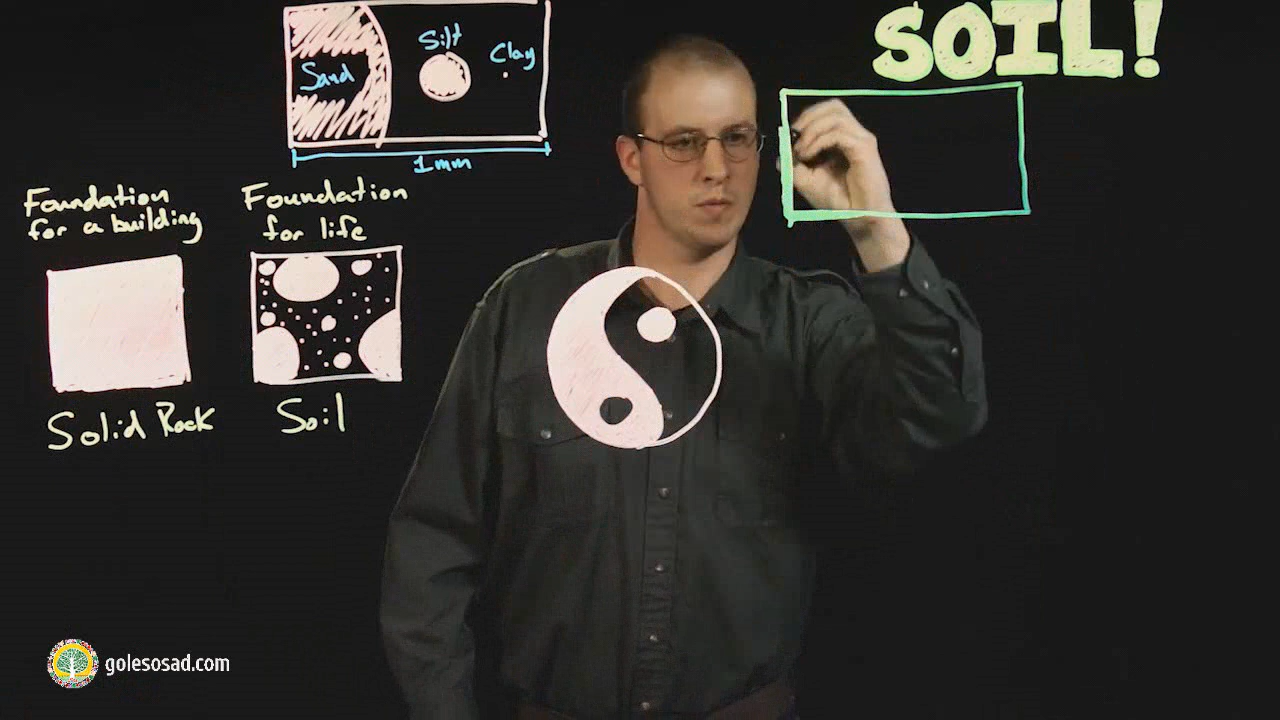 SOIL!
Silt
Clay
Sand
1mm
Foundation
for a building
Foundation
for life
Solid Rock
Soil
golesosad.com